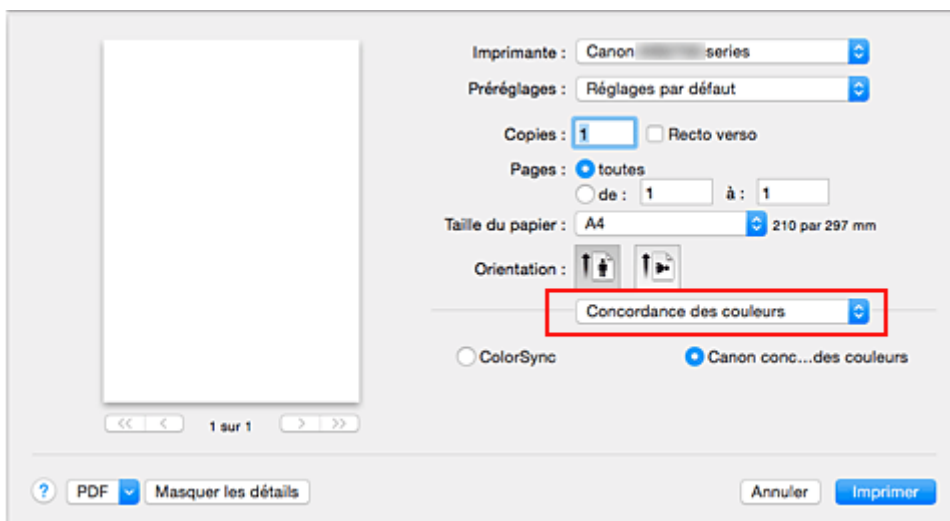 Imprimante : Canon series
Préréglages : Réglages par défaut
Copies : 1 Recto verso
Pages : toutes
de : 1 à : 1
Taille du papier : A4 210 par 297 mm
Orientation :
Concordance des couleurs
ColorSync Canon conc...des couleurs
<< < 1 sur 1 > >>
? PDF Masquer les détails Annuler Imprimer